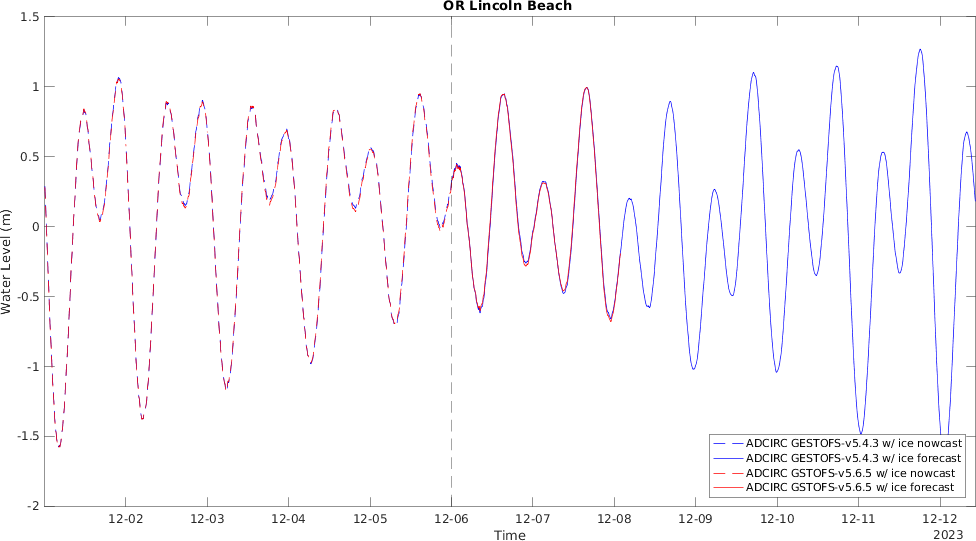 OR Lincoln Beach
1.5
1
0.5
0
-0.5
-1
-1.5
-2
Water Level (m)
ADCIRC GESTOFS-v5.4.3 w/ ice nowcast
ADCIRC GESTOFS-v5.4.3 w/ ice forecast
ADCIRC GSTOFS-v5.6.5 w/ ice nowcast
ADCIRC GSTOFS-v5.6.5 w/ ice forecast
12-02 12-03 12-04 12-05 12-06 12-07 12-08 12-09 12-10 12-11 12-12
Time
2023